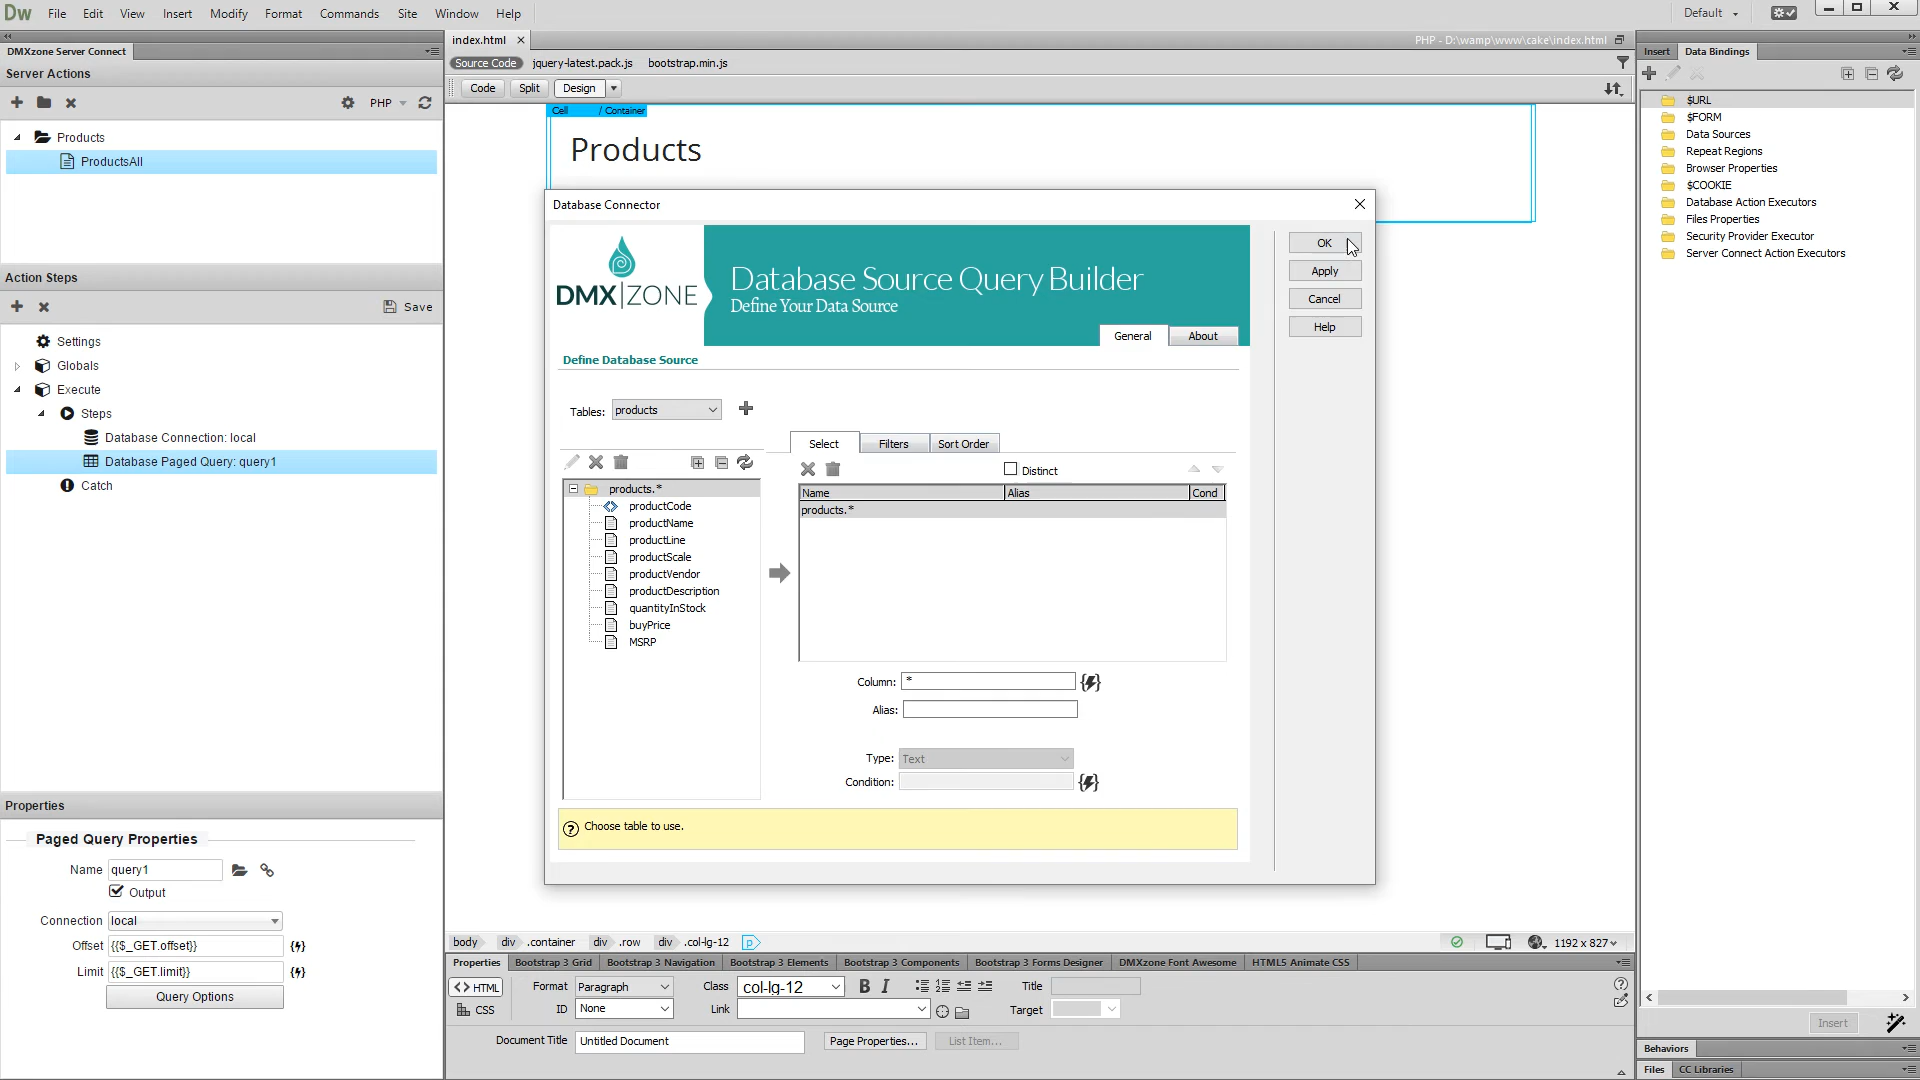 Dw File Edit View Insert Modify Format Commands Site Window Help Default
DMXzone Server Connect
Server Actions
PHP
Products
ProductsAll
Action Steps
Save
Settings
Globals
Execute
Steps
Database Connection: local
Database Paged Query: query1
Catch
Properties
Paged Query Properties
Name query1
Output
Connection local
Offset {{$_GET.offset}}
Limit {{$_GET.limit}}
Query Options
index.html PHP - D:\wamp\www\cake\index.html
Source Code jquery-latest.pack.js bootstrap.min.js
Code Split Design
Cell / Container
Products
Database Connector
DMX|ZONE
Database Source Query Builder
Define Your Data Source
General About
OK
Apply
Cancel
Help
Define Database Source
Tables: products
Select Filters Sort Order
Distinct
products.*
productCode
productName
productLine
productScale
productVendor
productDescription
quantityInStock
buyPrice
MSRP
Name Alias Cond
products.*
Column: *
Alias:
Type: Text
Condition:
Choose table to use.
body div .container div .row div .col-lg-12 p 1192 x 827
Properties Bootstrap 3 Grid Bootstrap 3 Navigation Bootstrap 3 Elements Bootstrap 3 Components Bootstrap 3 Forms Designer DMXzone Font Awesome HTML5 Animate CSS
HTML Format Paragraph Class col-lg-12 B I Title
CSS ID None Link Target
Document Title Untitled Document Page Properties... List Item...
Insert Data Bindings
$URL
$FORM
Data Sources
Repeat Regions
Browser Properties
$COOKIE
Database Action Executors
Files Properties
Security Provider Executor
Server Connect Action Executors
Insert
Behaviors
Files CC Libraries